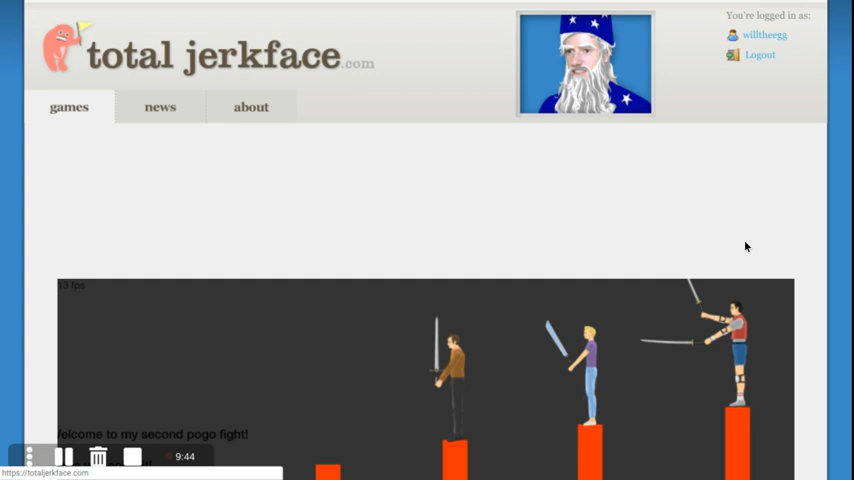 total jerkface.com
You're logged in as:
willtheegg
Logout
games
news
about
13 fps
Welcome to my second pogo fight!
9:44
https://totaljerkface.com